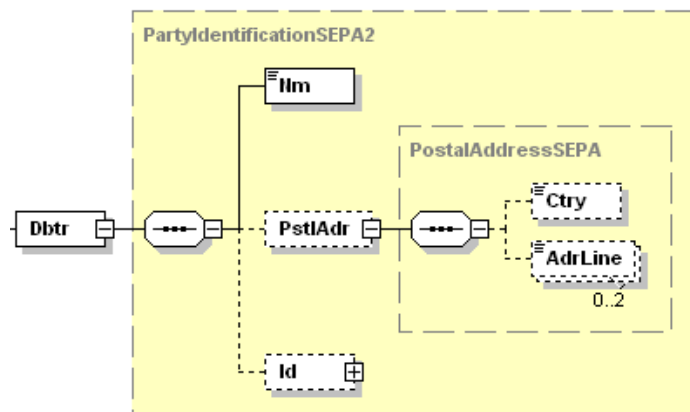 PartyIdentificationSEPA2
Nm
PostalAddressSEPA
Dbtr
PstlAdr
Ctry
AdrLine
0..2
Id